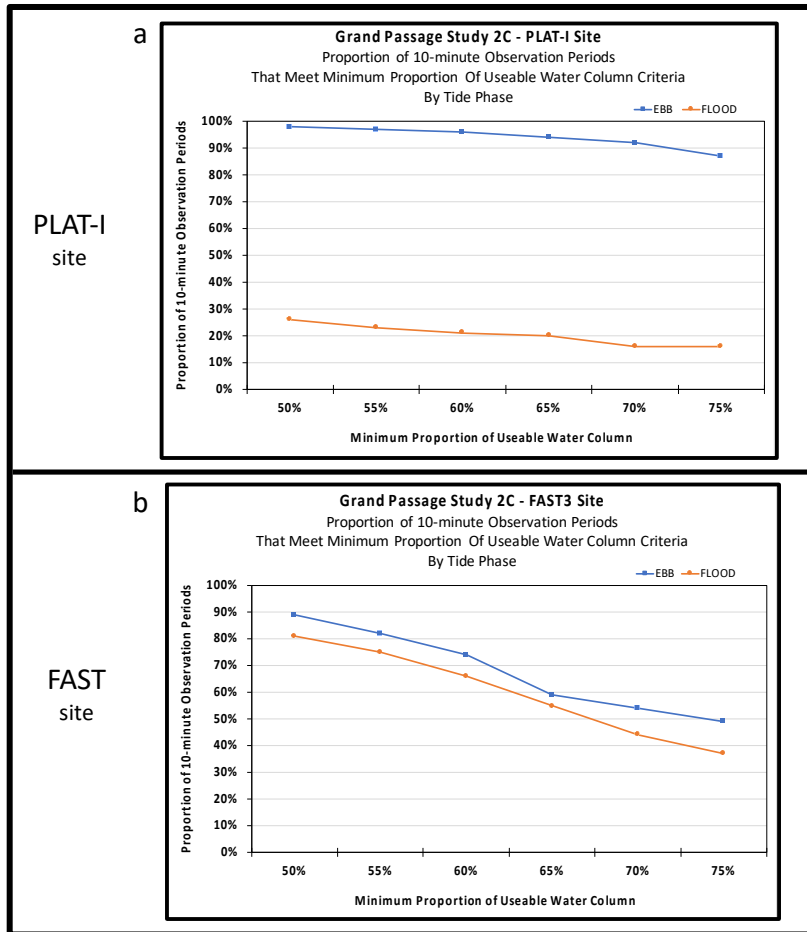 PLAT-I
site
a
Grand Passage Study 2C - PLAT-I Site
Proportion of 10-minute Observation Periods
That Meet Minimum Proportion Of Useable Water Column Criteria
By Tide Phase
EBB FLOOD
Proportion of 10-minute Observation Periods
100%
90%
80%
70%
60%
50%
40%
30%
20%
10%
0%
50% 55% 60% 65% 70% 75%
Minimum Proportion of Useable Water Column
FAST
site
b
Grand Passage Study 2C - FAST3 Site
Proportion of 10-minute Observation Periods
That Meet Minimum Proportion Of Useable Water Column Criteria
By Tide Phase
EBB FLOOD
Proportion of 10-minute Observation Periods
100%
90%
80%
70%
60%
50%
40%
30%
20%
10%
0%
50% 55% 60% 65% 70% 75%
Minimum Proportion of Useable Water Column